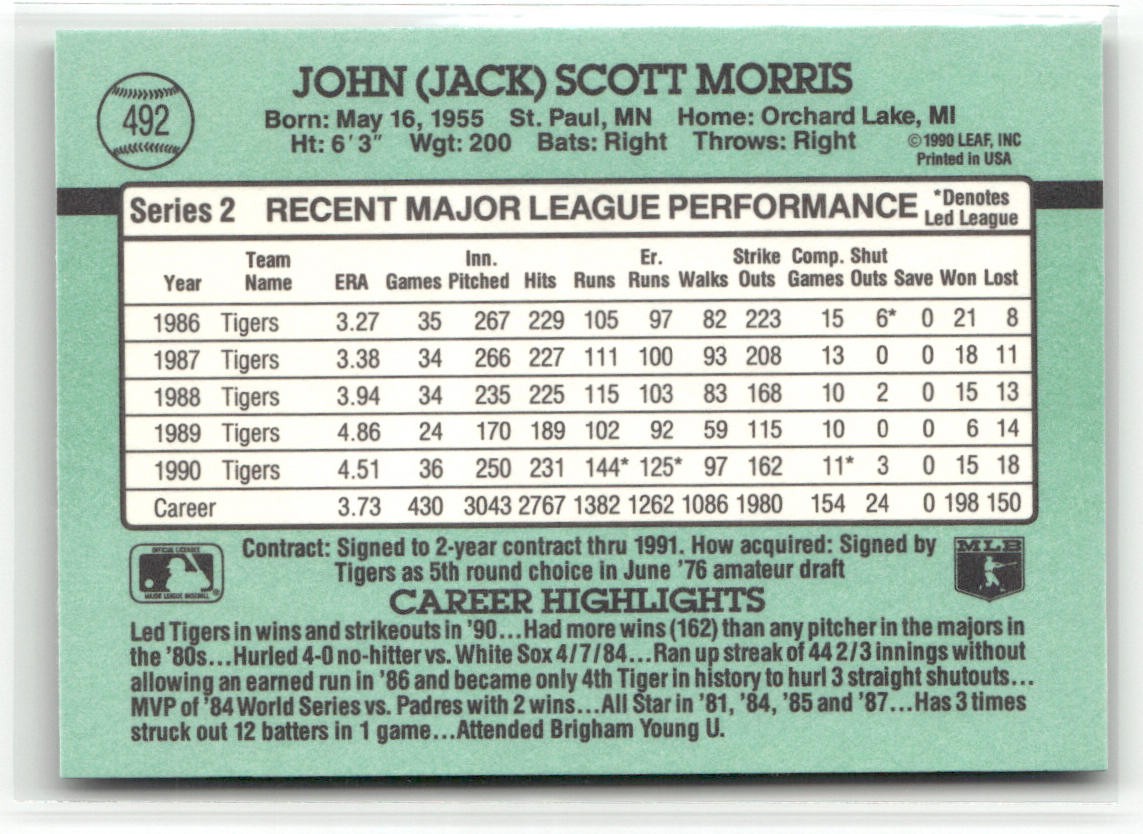 492
JOHN (JACK) SCOTT MORRIS
Born: May 16, 1955 St. Paul, MN Home: Orchard Lake, MI
Ht: 6'3" Wgt: 200 Bats: Right Throws: Right
©1990 LEAF, INC
Printed in USA
Series 2 RECENT MAJOR LEAGUE PERFORMANCE
*Denotes
Led League
Year Team Name ERA Games Inn. Pitched Hits Runs Er. Runs Walks Strike Outs Comp. Games Shut Outs Save Won Lost
1986 Tigers 3.27 35 267 229 105 97 82 223 15 6* 0 21 8
1987 Tigers 3.38 34 266 227 111 100 93 208 13 0 0 18 11
1988 Tigers 3.94 34 235 225 115 103 83 168 10 2 0 15 13
1989 Tigers 4.86 24 170 189 102 92 59 115 10 0 0 6 14
1990 Tigers 4.51 36 250 231 144* 125* 97 162 11* 3 0 15 18
Career 3.73 430 3043 2767 1382 1262 1086 1980 154 24 0 198 150
OFFICIAL LICENSEE
MAJOR LEAGUE BASEBALL
®
Contract: Signed to 2-year contract thru 1991. How acquired: Signed by
Tigers as 5th round choice in June '76 amateur draft
MLB
CAREER HIGHLIGHTS
Led Tigers in wins and strikeouts in '90...Had more wins (162) than any pitcher in the majors in
the '80s...Hurled 4-0 no-hitter vs. White Sox 4/7/84...Ran up streak of 44 2/3 innings without
allowing an earned run in '86 and became only 4th Tiger in history to hurl 3 straight shutouts...
MVP of '84 World Series vs. Padres with 2 wins...All Star in '81, '84, '85 and '87...Has 3 times
struck out 12 batters in 1 game...Attended Brigham Young U.